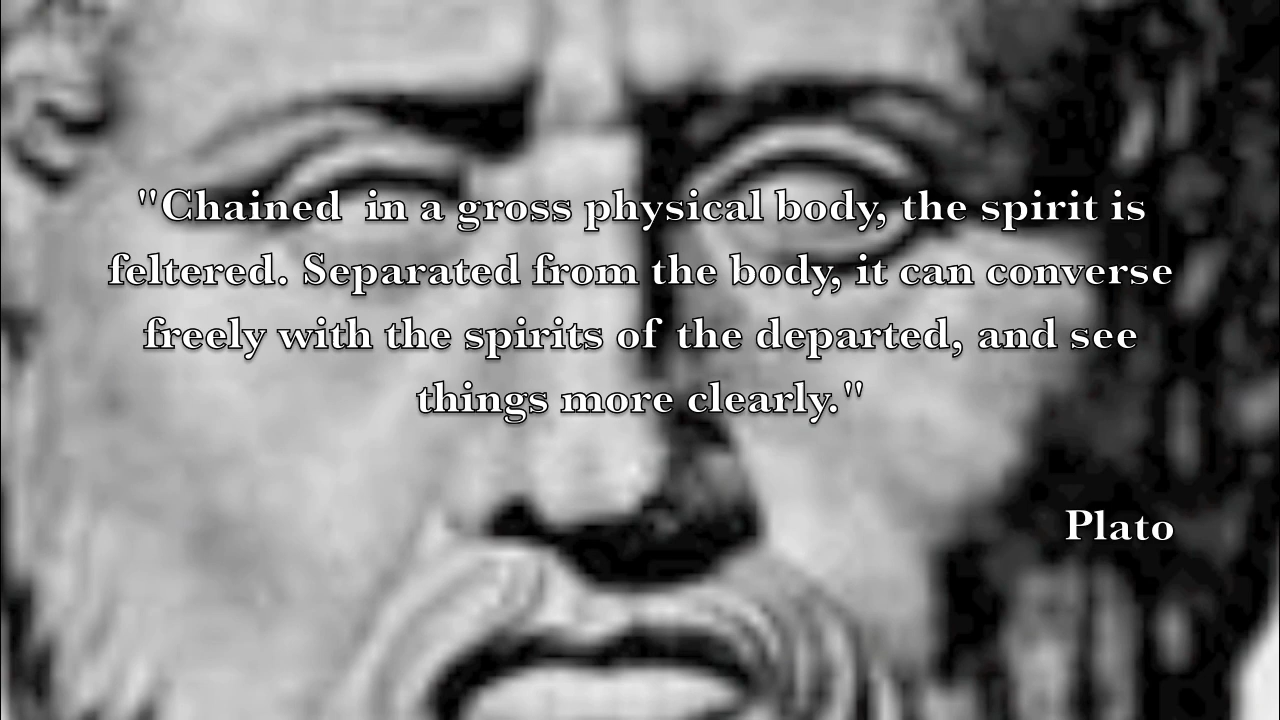 "Chained  in a gross physical body, the spirit is
feltered. Separated from the body, it can converse
freely with the spirits of the departed, and see
things more clearly."
Plato